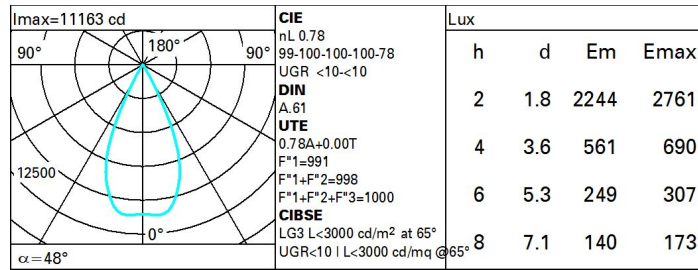 Imax=11163 cd
90°
180°
90°
12500
0°
α=48°
CIE
nL 0.78
99-100-100-100-78
UGR <10-<10
DIN
A.61
UTE
0.78A+0.00T
F"1=991
F"1+F"2=998
F"1+F"2+F"3=1000
CIBSE
LG3 L<3000 cd/m² at 65°
UGR<10 | L<3000 cd/mq @65°
Lux
h d Em Emax
2 1.8 2244 2761
4 3.6 561 690
6 5.3 249 307
8 7.1 140 173